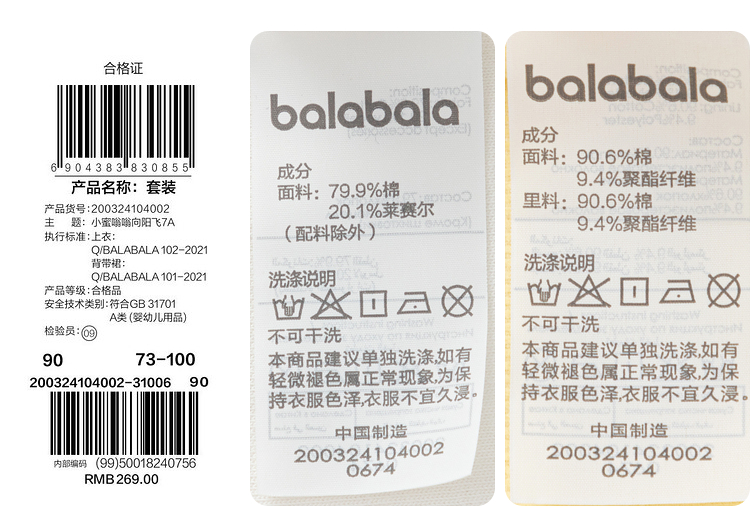 合格证
6 904383 830855
产品名称：套装
产品货号:200324104002
主 题: 小蜜嗡嗡向阳飞7A
执行标准:上衣:
Q/BALABALA 102-2021
背带裙:
Q/BALABALA 101-2021
产品等级:合格品
安全技术类别:符合GB 31701
A类 (婴幼儿用品)
检验员: 09
90 73-100
200324104002-31006 90
内部编码 (99)50018240756
RMB269.00
balabala
成分
面料：79.9%棉
20.1%莱赛尔
（配料除外）
洗涤说明
不可干洗
本商品建议单独洗涤,如有
轻微褪色属正常现象,为保
持衣服色泽,衣服不宜久浸。
中国制造
200324104002
0674
balabala
成分
面料：90.6%棉
9.4%聚酯纤维
里料：90.6%棉
9.4%聚酯纤维
洗涤说明
不可干洗
本商品建议单独洗涤,如有
轻微褪色属正常现象,为保
持衣服色泽,衣服不宜久浸。
中国制造
200324104002
0674